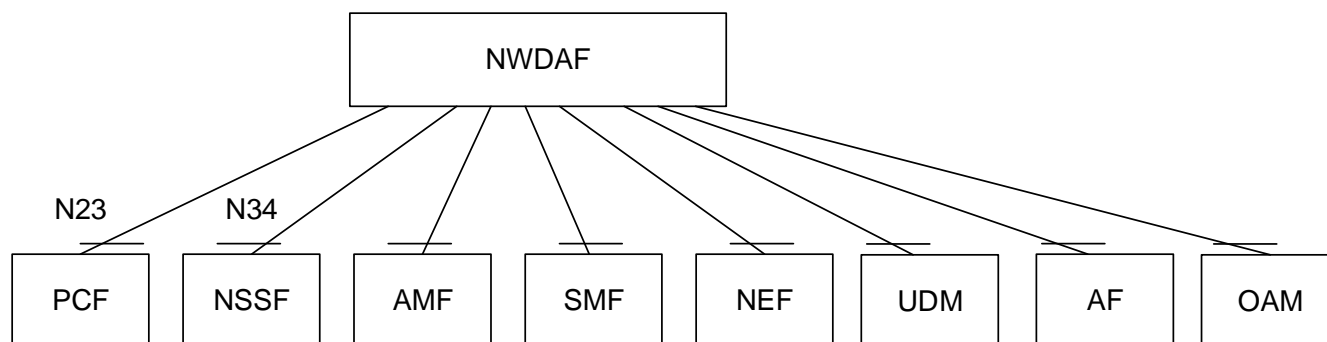 NWDAF
N23 N34
PCF NSSF AMF SMF NEF UDM AF OAM